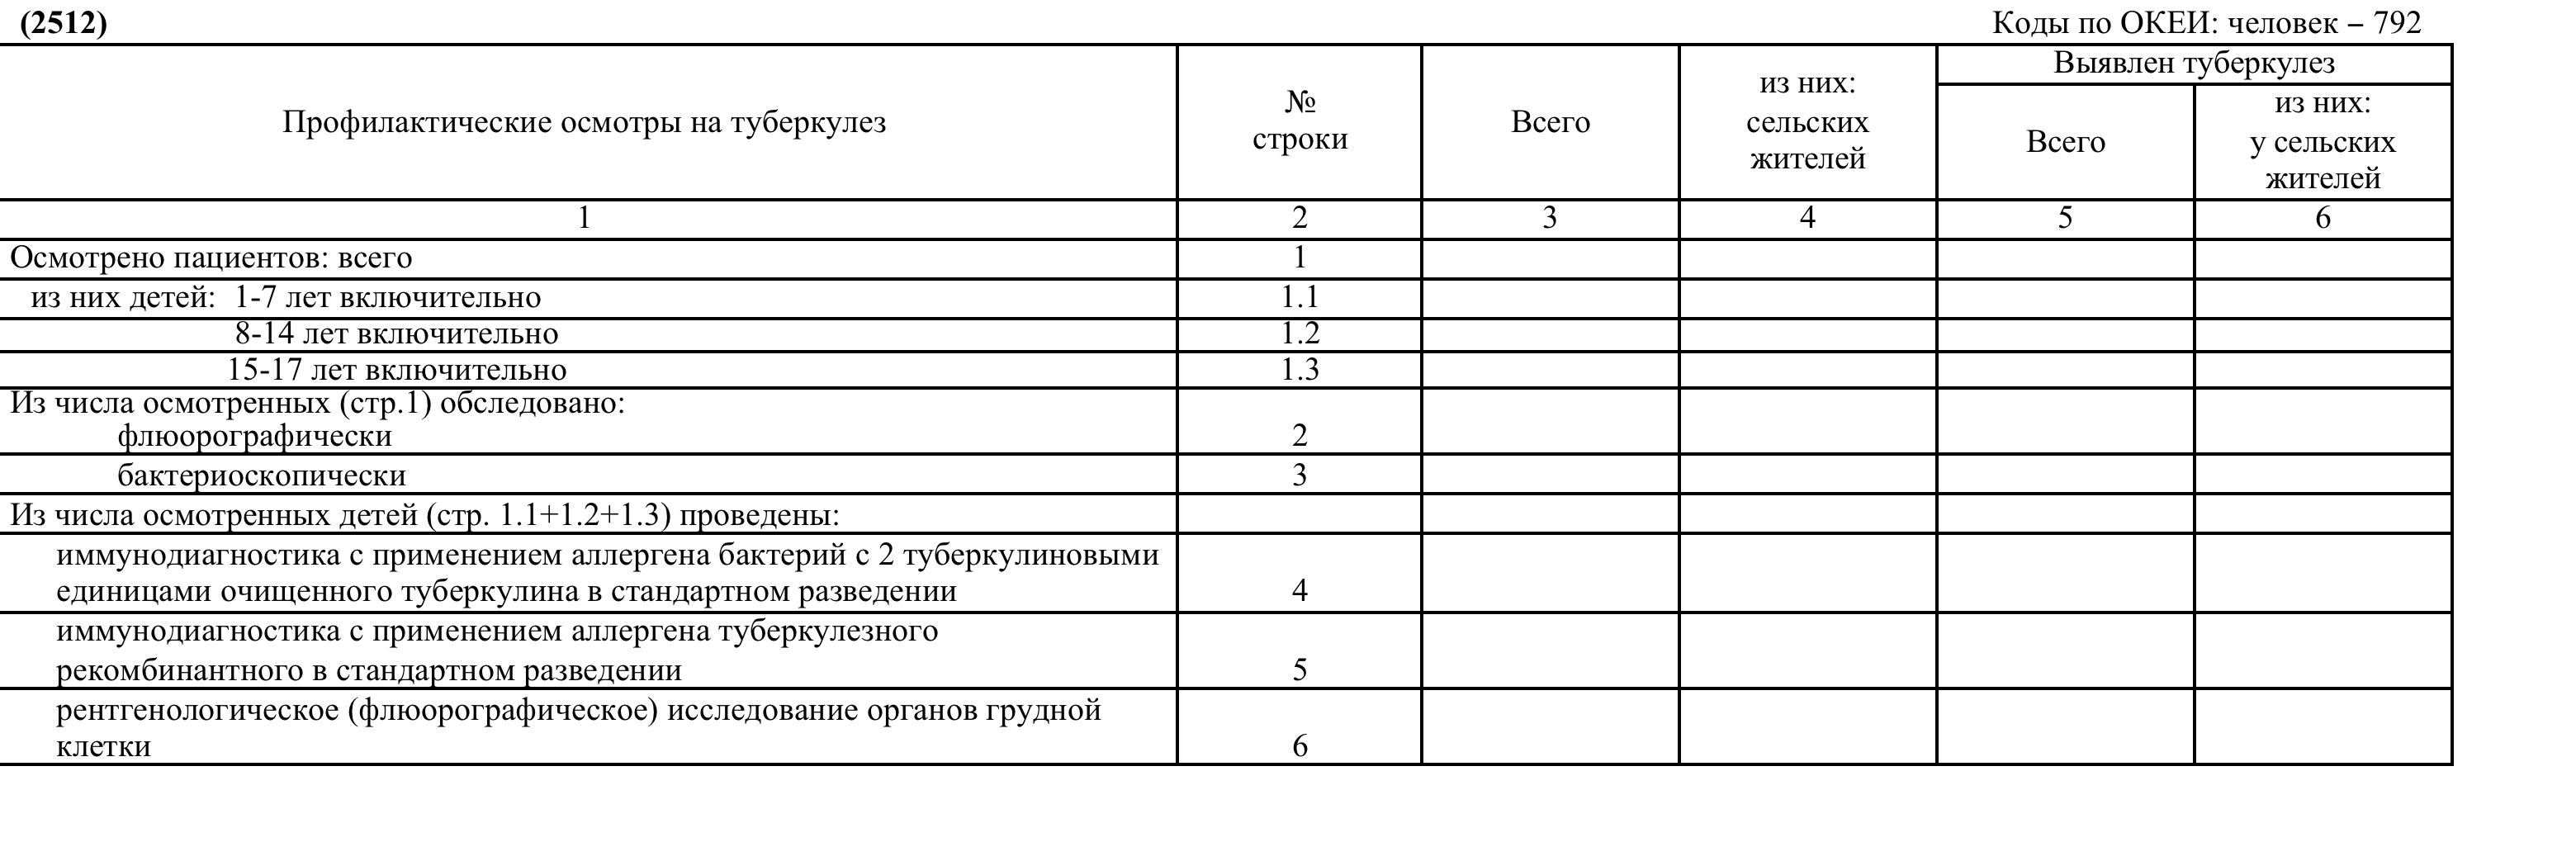 (2512)
Коды по ОКЕИ: человек – 792
Профилактические осмотры на туберкулез
№
строки
Всего
из них:
сельских
жителей
Выявлен туберкулез
Всего
из них:
у сельских
жителей
1 2 3 4 5 6
Осмотрено пациентов: всего 1
из них детей: 1-7 лет включительно 1.1
8-14 лет включительно 1.2
15-17 лет включительно 1.3
Из числа осмотренных (стр.1) обследовано:
флюорографически 2
бактериоскопически 3
Из числа осмотренных детей (стр. 1.1+1.2+1.3) проведены:
иммунодиагностика с применением аллергена бактерий с 2 туберкулиновыми
единицами очищенного туберкулина в стандартном разведении 4
иммунодиагностика с применением аллергена туберкулезного
рекомбинантного в стандартном разведении 5
рентгенологическое (флюорографическое) исследование органов грудной
клетки 6